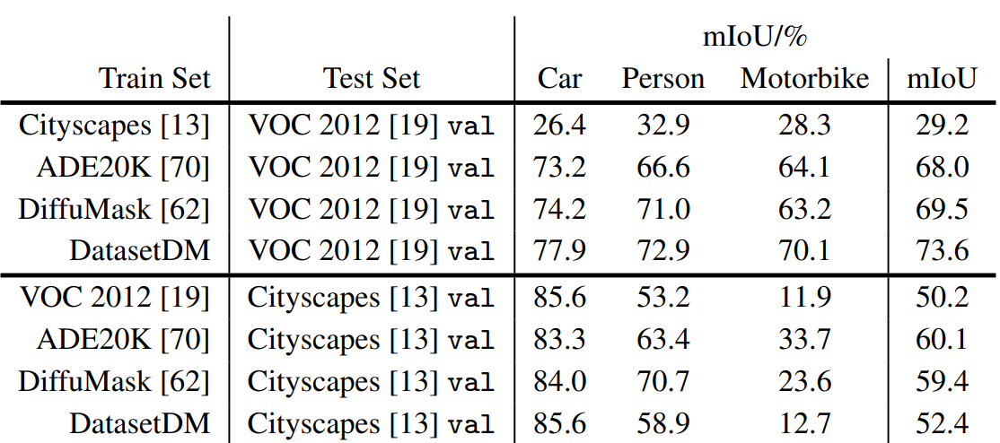 mIoU/%
Train Set Test Set Car Person Motorbike mIoU
Cityscapes [13] VOC 2012 [19] val 26.4 32.9 28.3 29.2
ADE20K [70] VOC 2012 [19] val 73.2 66.6 64.1 68.0
DiffuMask [62] VOC 2012 [19] val 74.2 71.0 63.2 69.5
DatasetDM VOC 2012 [19] val 77.9 72.9 70.1 73.6
VOC 2012 [19] Cityscapes [13] val 85.6 53.2 11.9 50.2
ADE20K [70] Cityscapes [13] val 83.3 63.4 33.7 60.1
DiffuMask [62] Cityscapes [13] val 84.0 70.7 23.6 59.4
DatasetDM Cityscapes [13] val 85.6 58.9 12.7 52.4